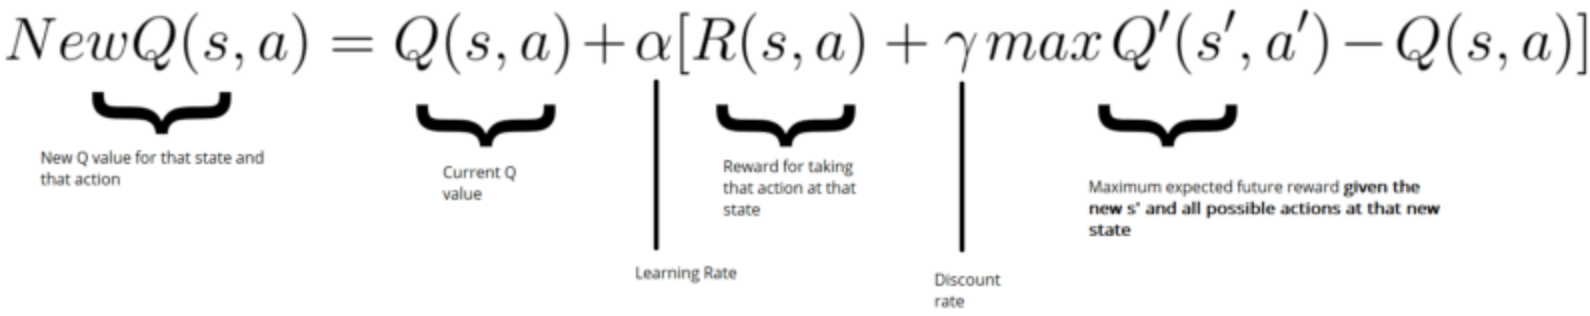 NewQ(s, a) = Q(s, a) + α[R(s, a) + γ max Q′(s′, a′) − Q(s, a)]
New Q value for that state and
that action
Current Q
value
Reward for taking
that action at that
state
Maximum expected future reward given the
new s' and all possible actions at that new
state
Learning Rate
Discount
rate